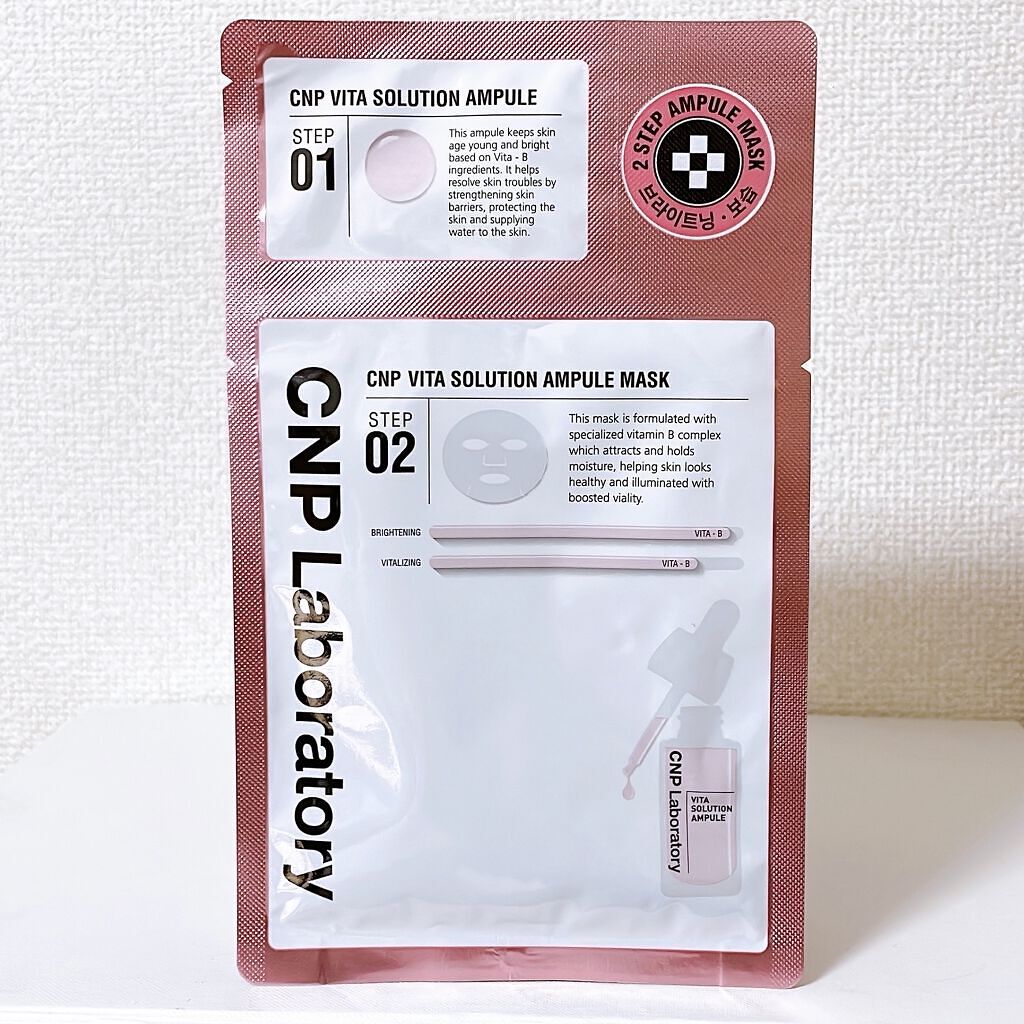 CNP VITA SOLUTION AMPULE
STEP
01
This ampule keeps skin
age young and bright
based on Vita - B
ingredients. It helps
resolve skin troubles by
strengthening skin
barriers, protecting the
skin and supplying
water to the skin.
2 STEP AMPULE MASK
브라이트닝 · 보습
CNP Laboratory
CNP VITA SOLUTION AMPULE MASK
STEP
02
This mask is formulated with
specialized vitamin B complex
which attracts and holds
moisture, helping skin looks
healthy and illuminated with
boosted viality.
BRIGHTENING
VITA - B
VITALIZING
VITA - B
CNP Laboratory
VITA
SOLUTION
AMPULE